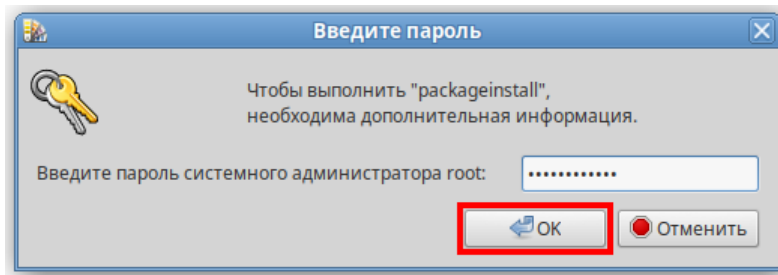 Введите пароль
Чтобы выполнить "packageinstall",
необходима дополнительная информация.
Введите пароль системного администратора root: ••••••••••••
OK
Отменить